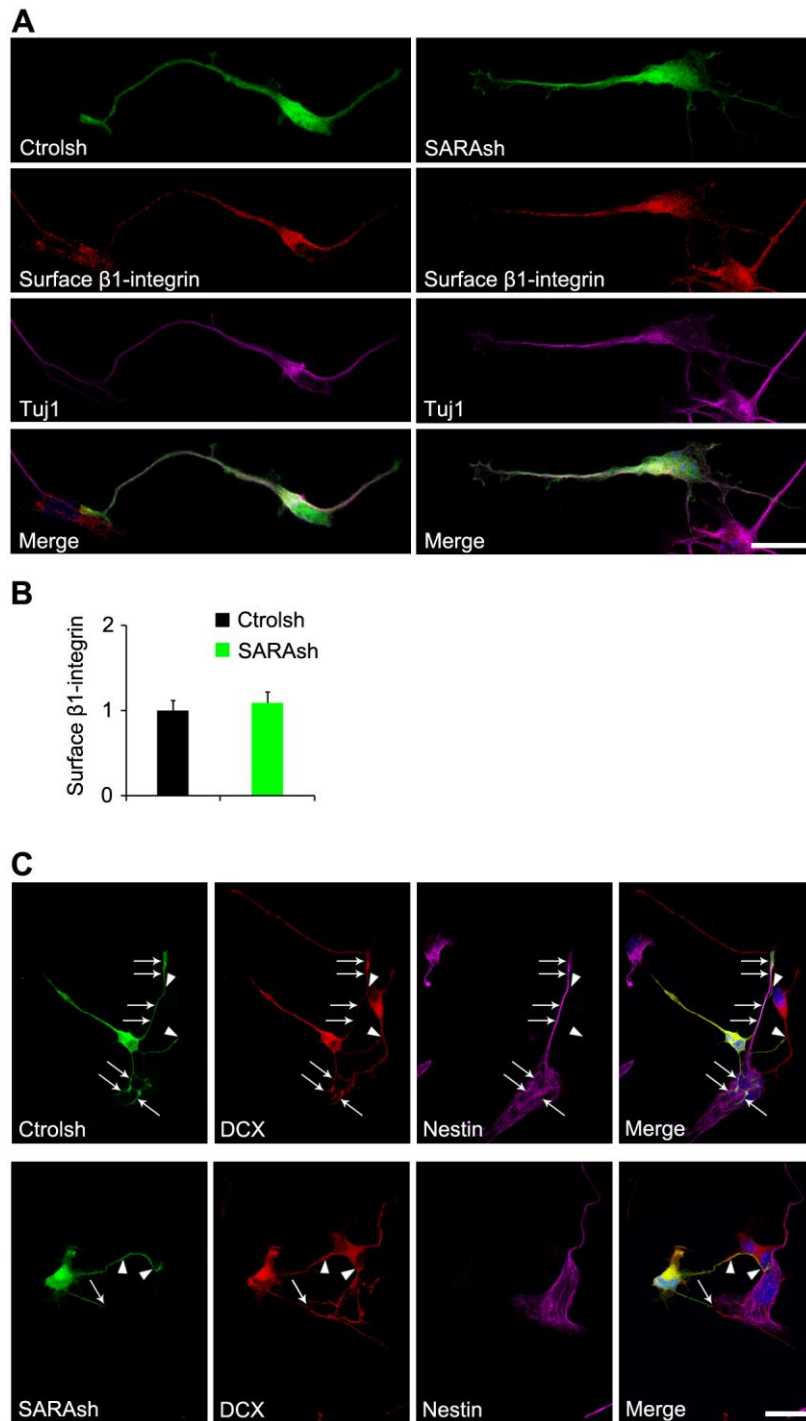 A
Ctrolsh
SARAsh
Surface β1-integrin
Surface β1-integrin
Tuj1
Tuj1
Merge
Merge
B
Surface β1-integrin
2
1
0
Ctrolsh
SARAsh
C
Ctrolsh
DCX
Nestin
Merge
SARAsh
DCX
Nestin
Merge